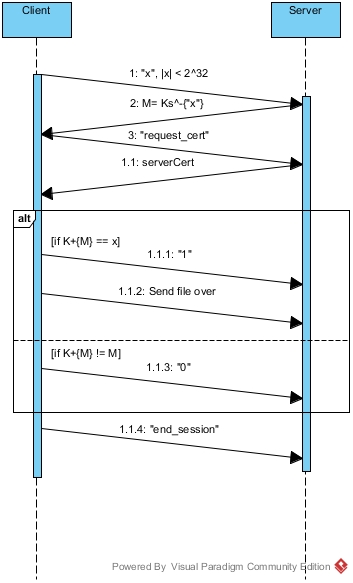 Client
Server
1: "x", |x| < 2^32
2: M= Ks^-{"x"}
3: "request_cert"
1.1: serverCert
alt
[if K+{M} == x]
1.1.1: "1"
1.1.2: Send file over
[if K+{M} != M]
1.1.3: "0"
1.1.4: "end_session"
Powered By Visual Paradigm Community Edition